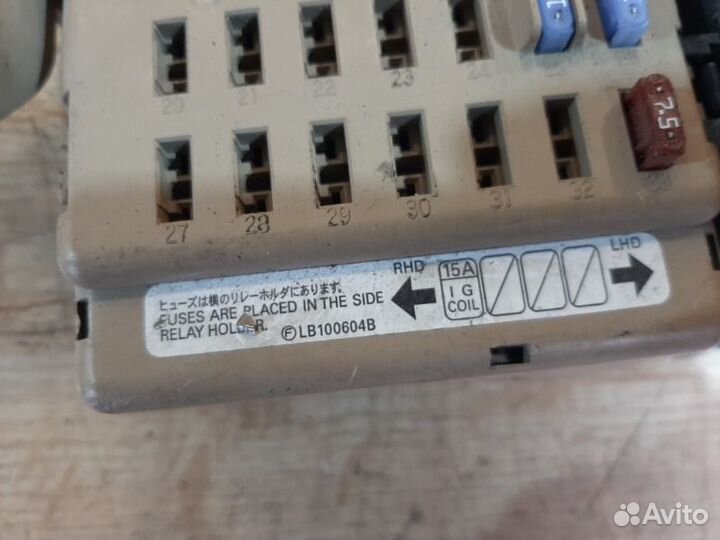 20 21 22 23 24
7.5
27 28 29 30 31 32 33
RHD 15A LHD
ヒューズは横のリレーホルダにあります。
I G
FUSES ARE PLACED IN THE SIDE
COIL
RELAY HOLDER. ⒻLB100604B
Avito